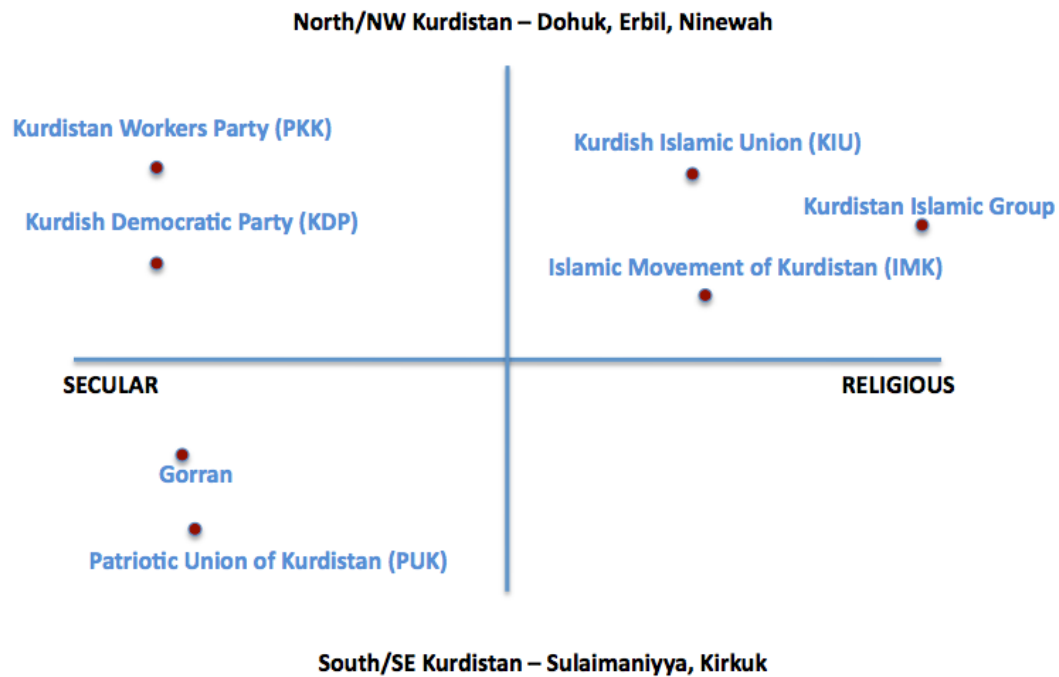 North/NW Kurdistan – Dohuk, Erbil, Ninewah
Kurdistan Workers Party (PKK)
Kurdish Islamic Union (KIU)
Kurdistan Islamic Group
Kurdish Democratic Party (KDP)
Islamic Movement of Kurdistan (IMK)
SECULAR
RELIGIOUS
Gorran
Patriotic Union of Kurdistan (PUK)
South/SE Kurdistan – Sulaimaniyya, Kirkuk